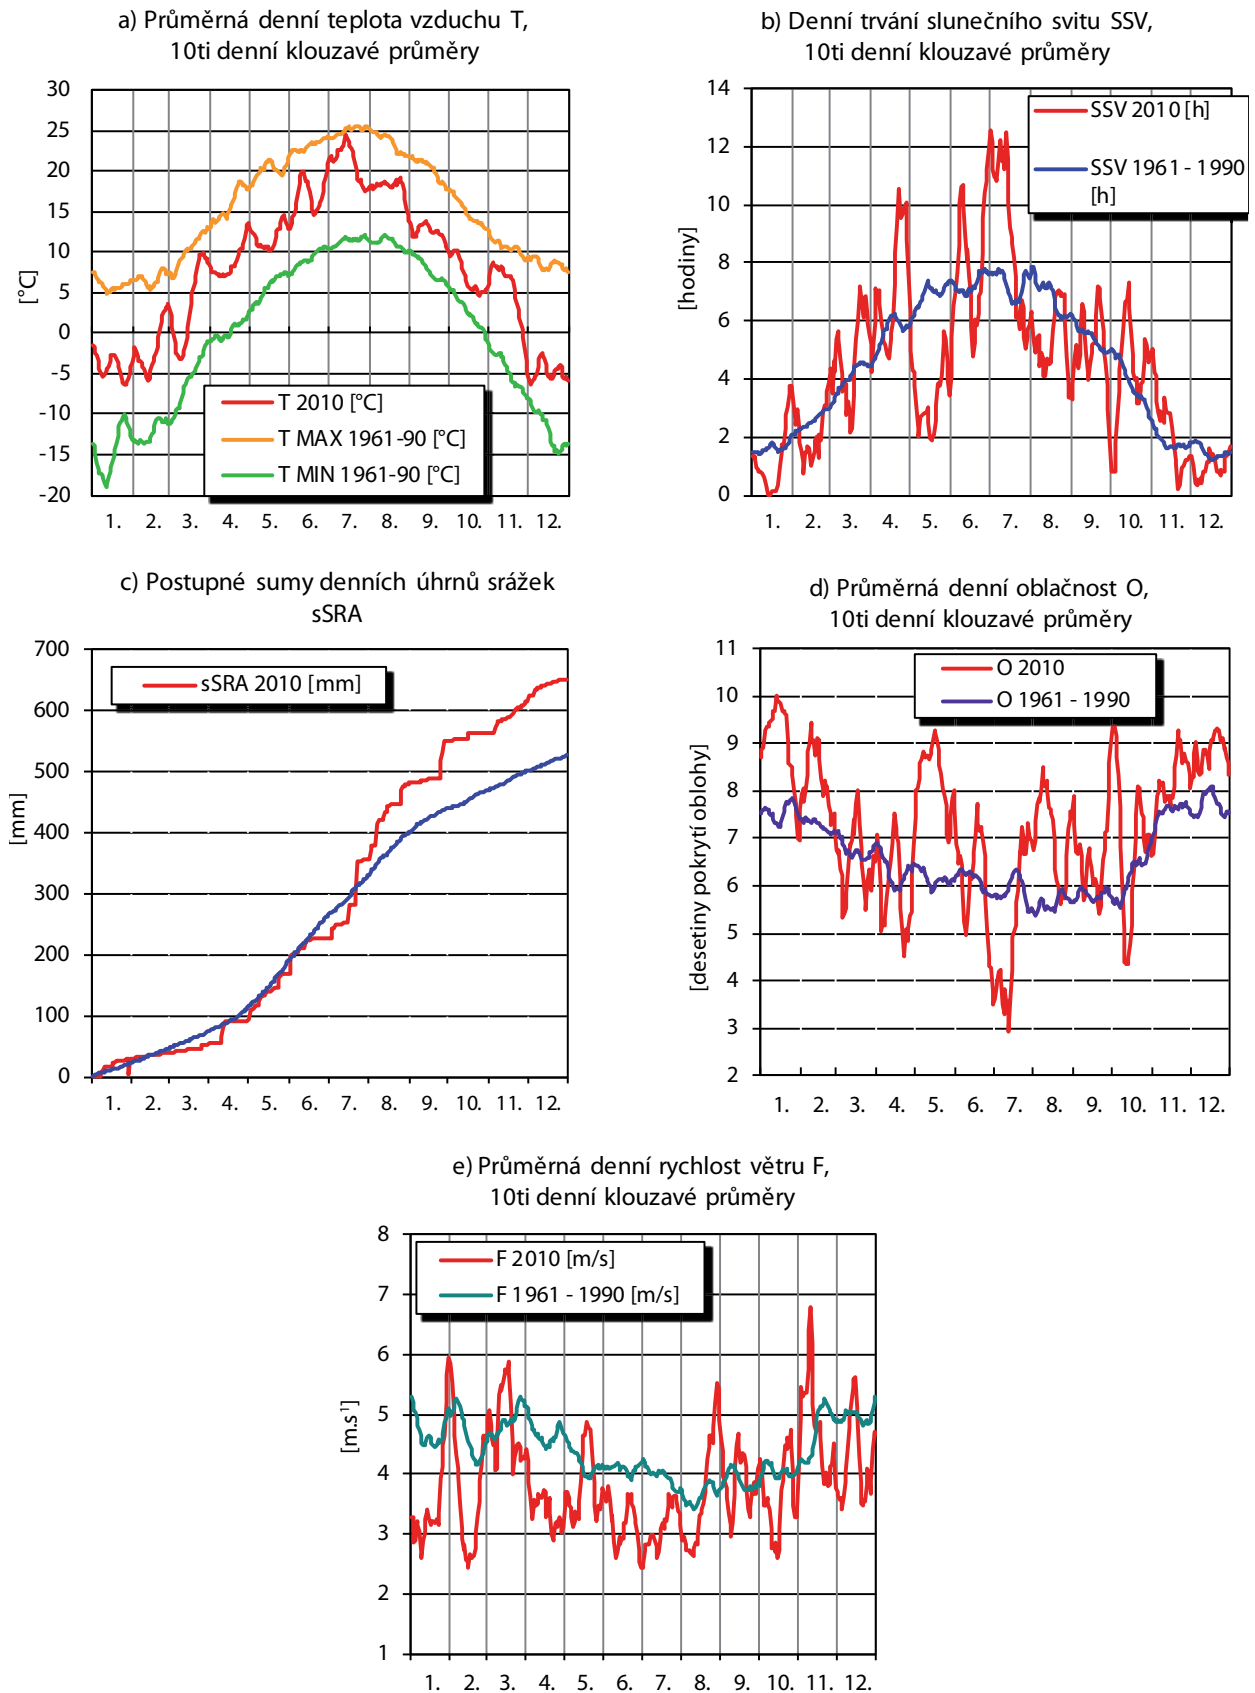 a) Průměrná denní teplota vzduchu T,
10ti denní klouzavé průměry
30
25
20
15
10
5
0
-5
-10
-15
-20
[°C]
T 2010 [°C]
T MAX 1961-90 [°C]
T MIN 1961-90 [°C]
1. 2. 3. 4. 5. 6. 7. 8. 9. 10. 11. 12.
b) Denní trvání slunečního svitu SSV,
10ti denní klouzavé průměry
14
12
10
8
6
4
2
0
[hodiny]
SSV 2010 [h]
SSV 1961 - 1990
[h]
1. 2. 3. 4. 5. 6. 7. 8. 9. 10. 11. 12.
c) Postupné sumy denních úhrnů srážek
sSRA
700
600
500
400
300
200
100
0
[mm]
sSRA 2010 [mm]
1. 2. 3. 4. 5. 6. 7. 8. 9. 10. 11. 12.
d) Průměrná denní oblačnost O,
10ti denní klouzavé průměry
11
10
9
8
7
6
5
4
3
2
[desetiny pokrytí oblohy]
O 2010
O 1961 - 1990
1. 2. 3. 4. 5. 6. 7. 8. 9. 10. 11. 12.
e) Průměrná denní rychlost větru F,
10ti denní klouzavé průměry
8
7
6
5
4
3
2
1
[m.s¹]
F 2010 [m/s]
F 1961 - 1990 [m/s]
1. 2. 3. 4. 5. 6. 7. 8. 9. 10. 11. 12.